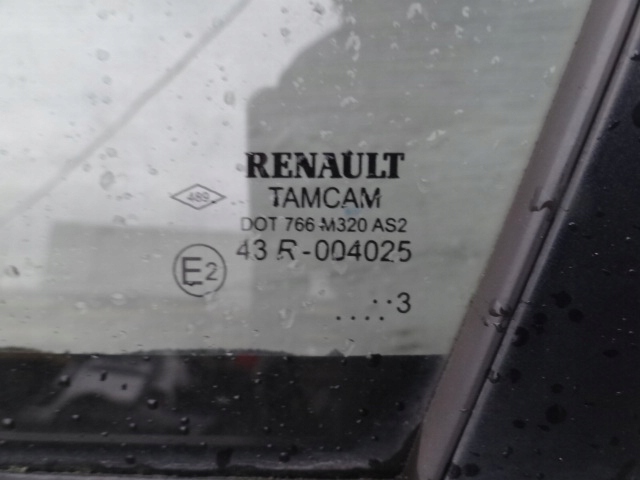 RENAULT
489
TAMCAM
DOT 766 M320 AS2
43 R-004025
E2
....::3